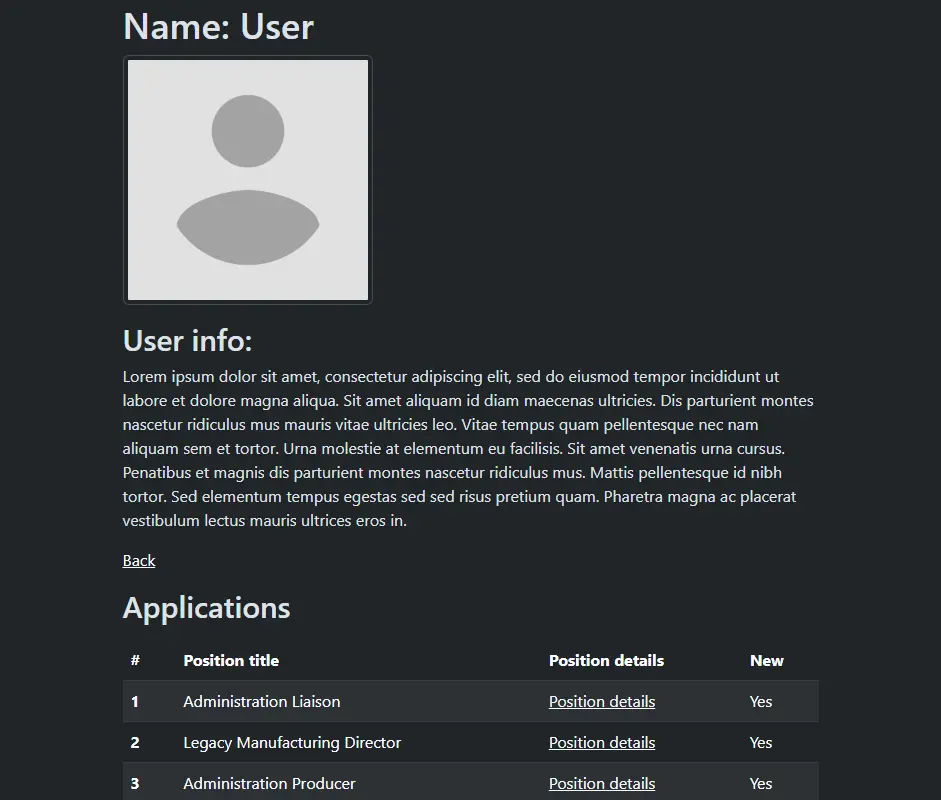 Name: User
User info:
Lorem ipsum dolor sit amet, consectetur adipiscing elit, sed do eiusmod tempor incididunt ut
labore et dolore magna aliqua. Sit amet aliquam id diam maecenas ultricies. Dis parturient montes
nascetur ridiculus mus mauris vitae ultricies leo. Vitae tempus quam pellentesque nec nam
aliquam sem et tortor. Urna molestie at elementum eu facilisis. Sit amet venenatis urna cursus.
Penatibus et magnis dis parturient montes nascetur ridiculus mus. Mattis pellentesque id nibh
tortor. Sed elementum tempus egestas sed sed risus pretium quam. Pharetra magna ac placerat
vestibulum lectus mauris ultrices eros in.
Back
Applications
# Position title Position details New
1 Administration Liaison Position details Yes
2 Legacy Manufacturing Director Position details Yes
3 Administration Producer Position details Yes